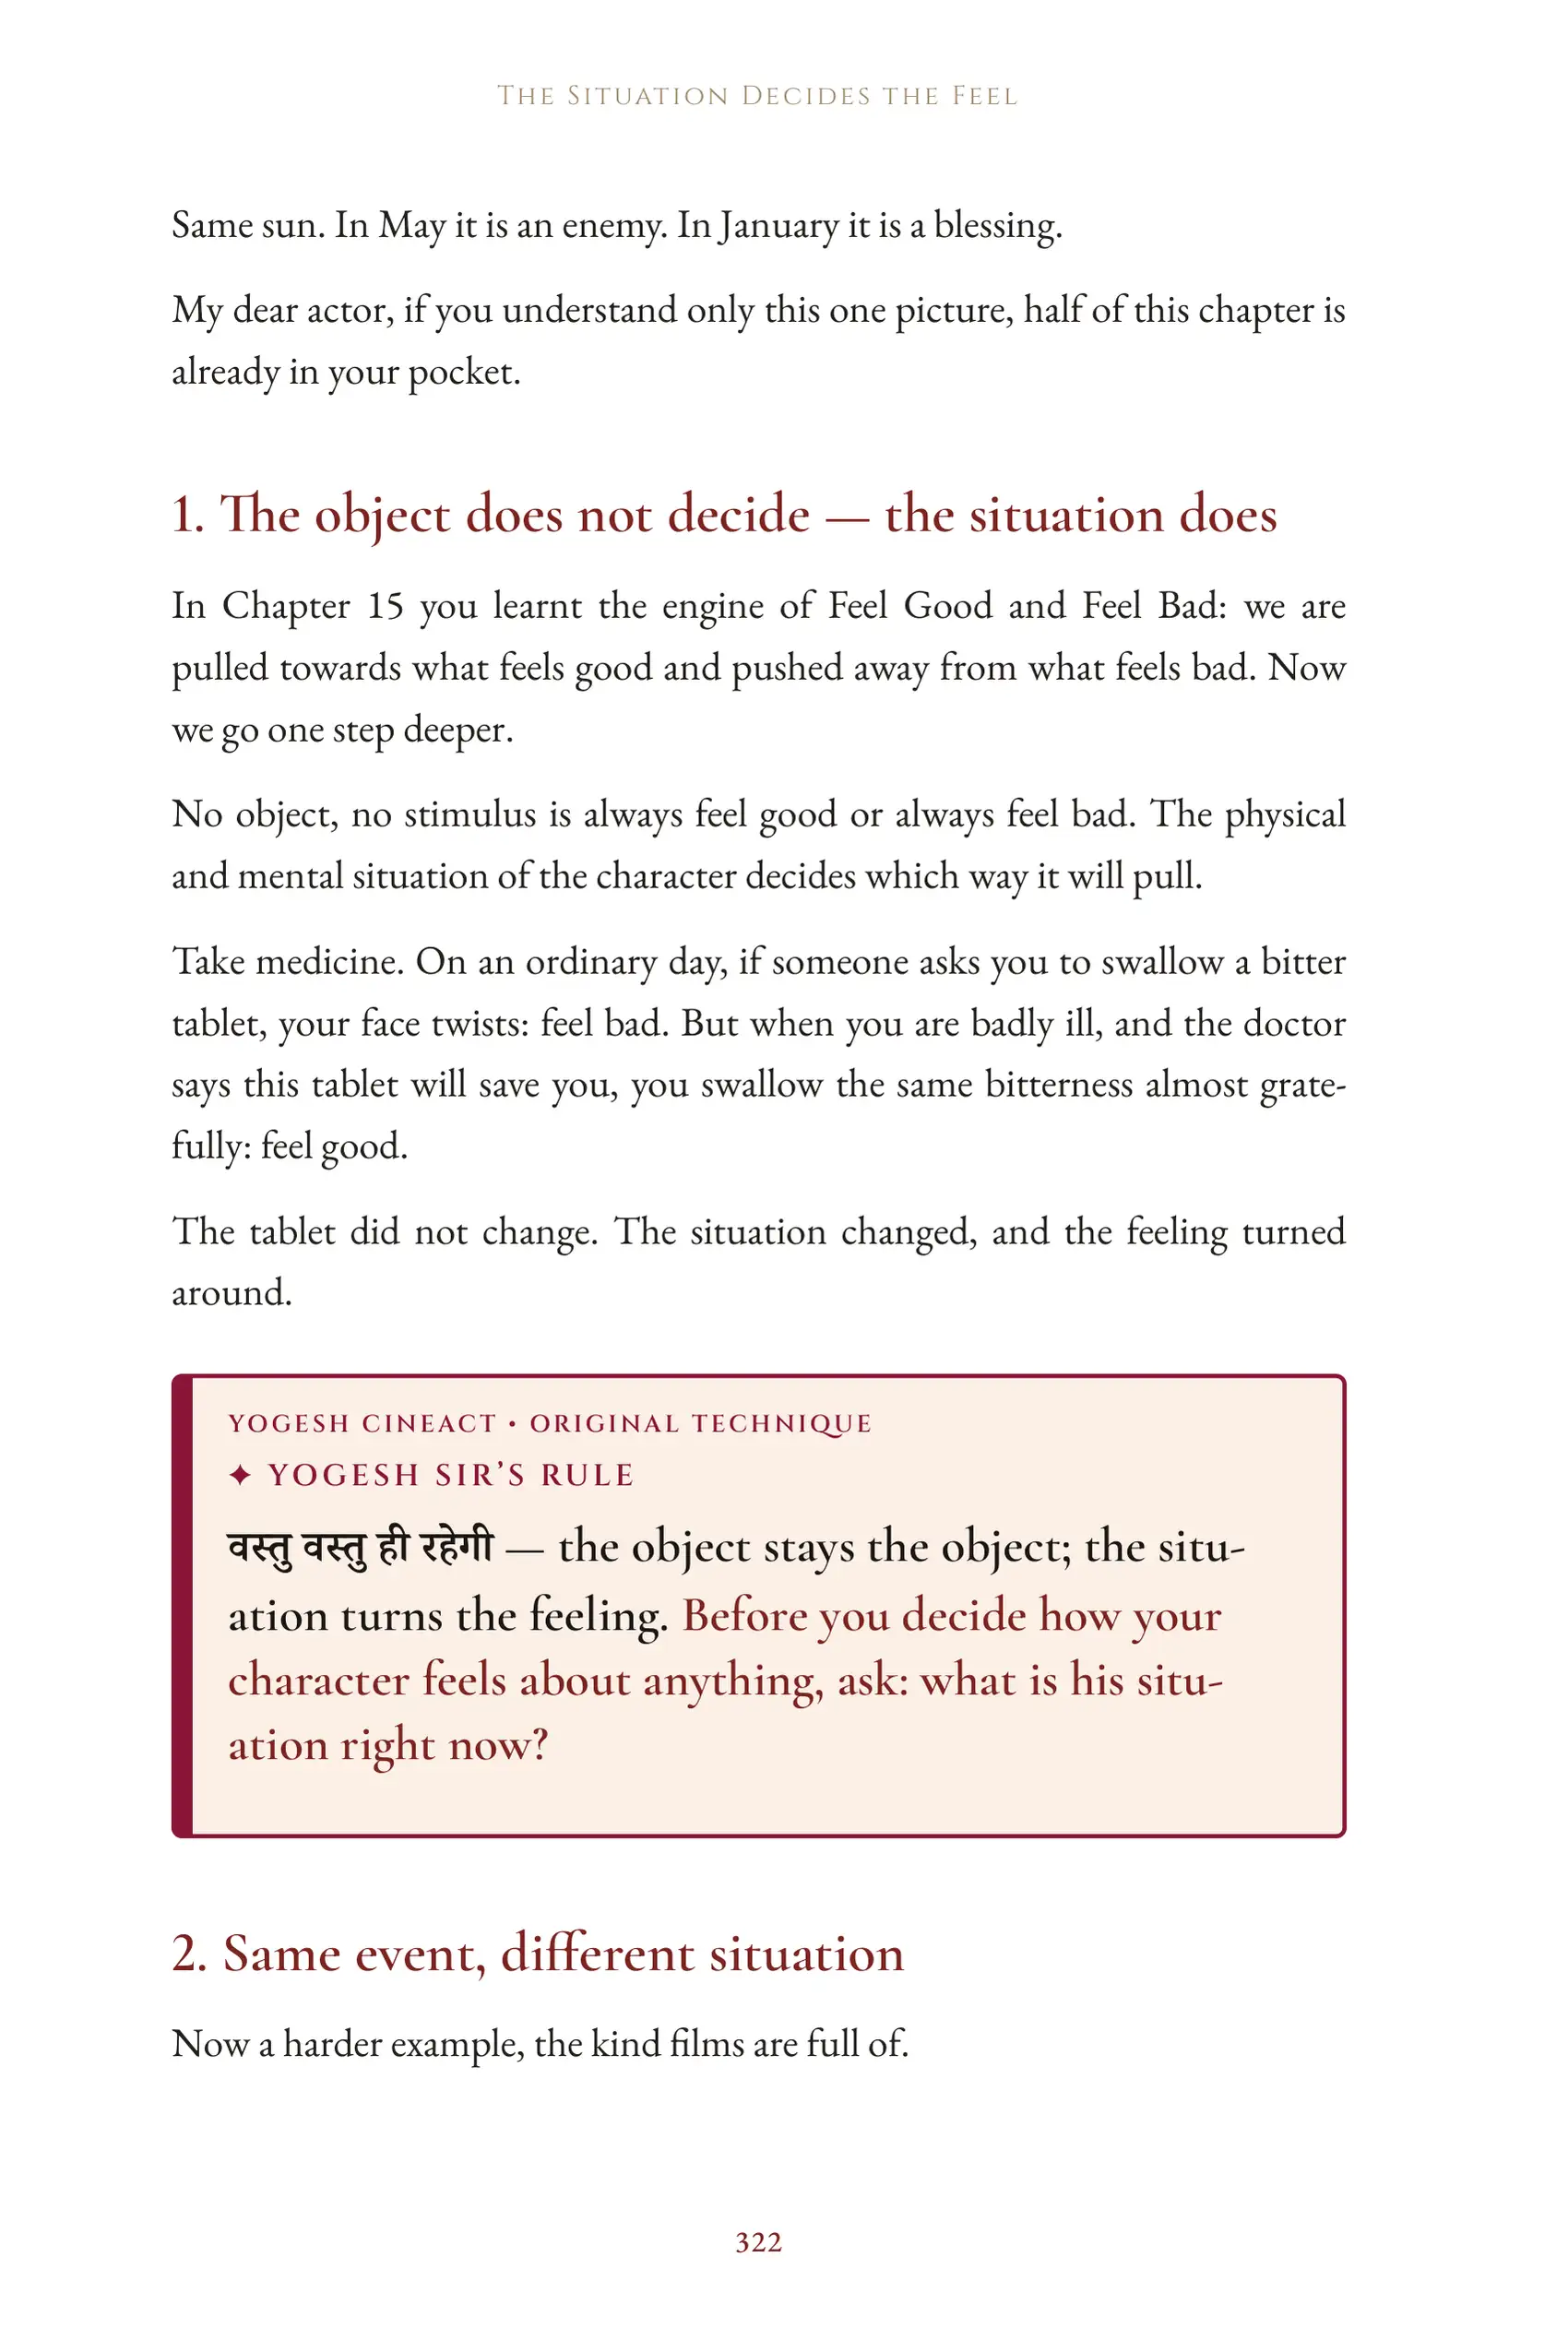 The Situation Decides the Feel
Same sun. In May it is an enemy. In January it is a blessing.
My dear actor, if you understand only this one picture, half of this chapter is
already in your pocket.
1. The object does not decide — the situation does
In Chapter 15 you learnt the engine of Feel Good and Feel Bad: we are
pulled towards what feels good and pushed away from what feels bad. Now
we go one step deeper.
No object, no stimulus is always feel good or always feel bad. The physical
and mental situation of the character decides which way it will pull.
Take medicine. On an ordinary day, if someone asks you to swallow a bitter
tablet, your face twists: feel bad. But when you are badly ill, and the doctor
says this tablet will save you, you swallow the same bitterness almost grate-
fully: feel good.
The tablet did not change. The situation changed, and the feeling turned
around.
YOGESH CINEACT • ORIGINAL TECHNIQUE
✦ YOGESH SIR’S RULE
वस्तु वस्तु ही रहेगी — the object stays the object; the situ-
ation turns the feeling. Before you decide how your
character feels about anything, ask: what is his situ-
ation right now?
2. Same event, different situation
Now a harder example, the kind films are full of.
322